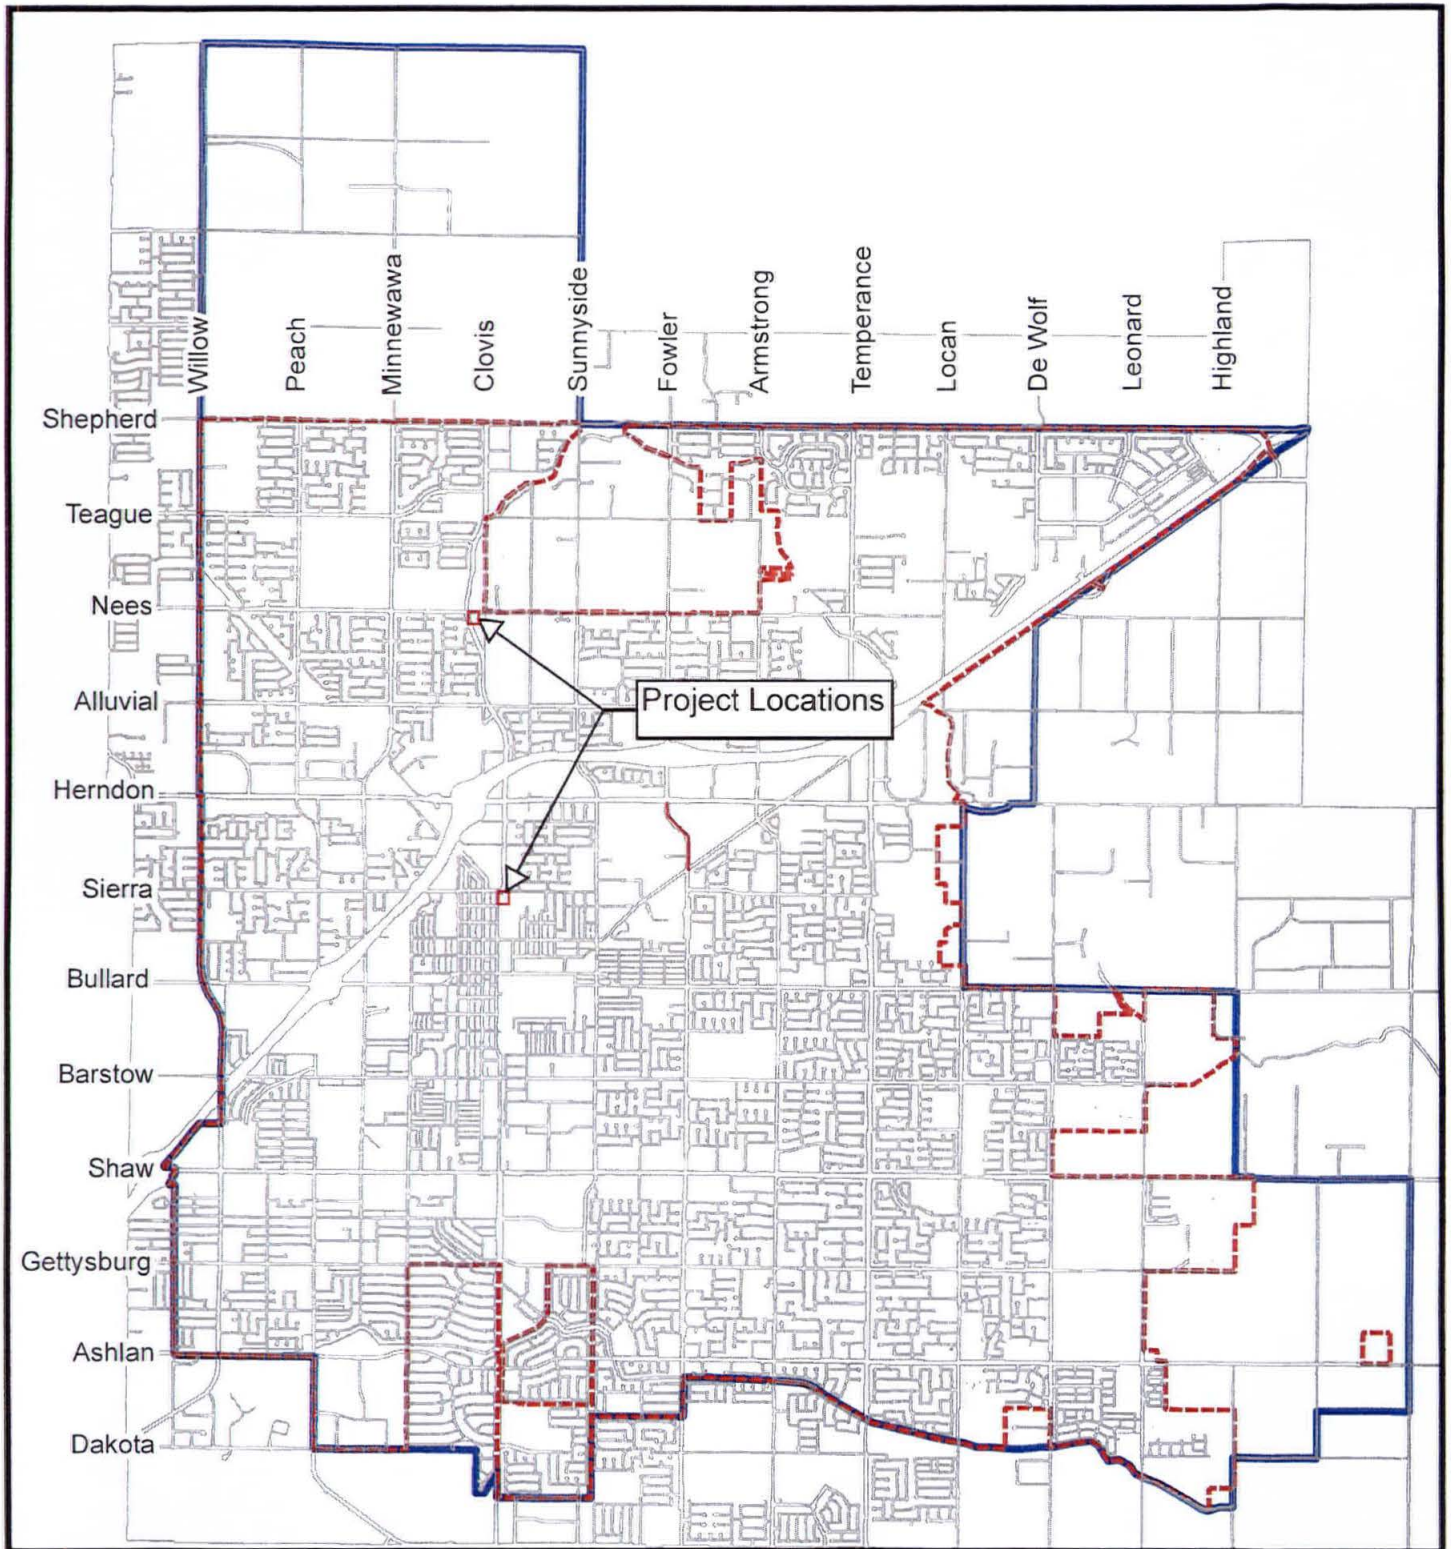 Willow
Peach
Minnewawa
Clovis
Sunnyside
Fowler
Armstrong
Temperance
Locan
De Wolf
Leonard
Highland
Shepherd
Teague
Nees
Alluvial
Herndon
Sierra
Bullard
Barstow
Shaw
Gettysburg
Ashlan
Dakota
Project Locations